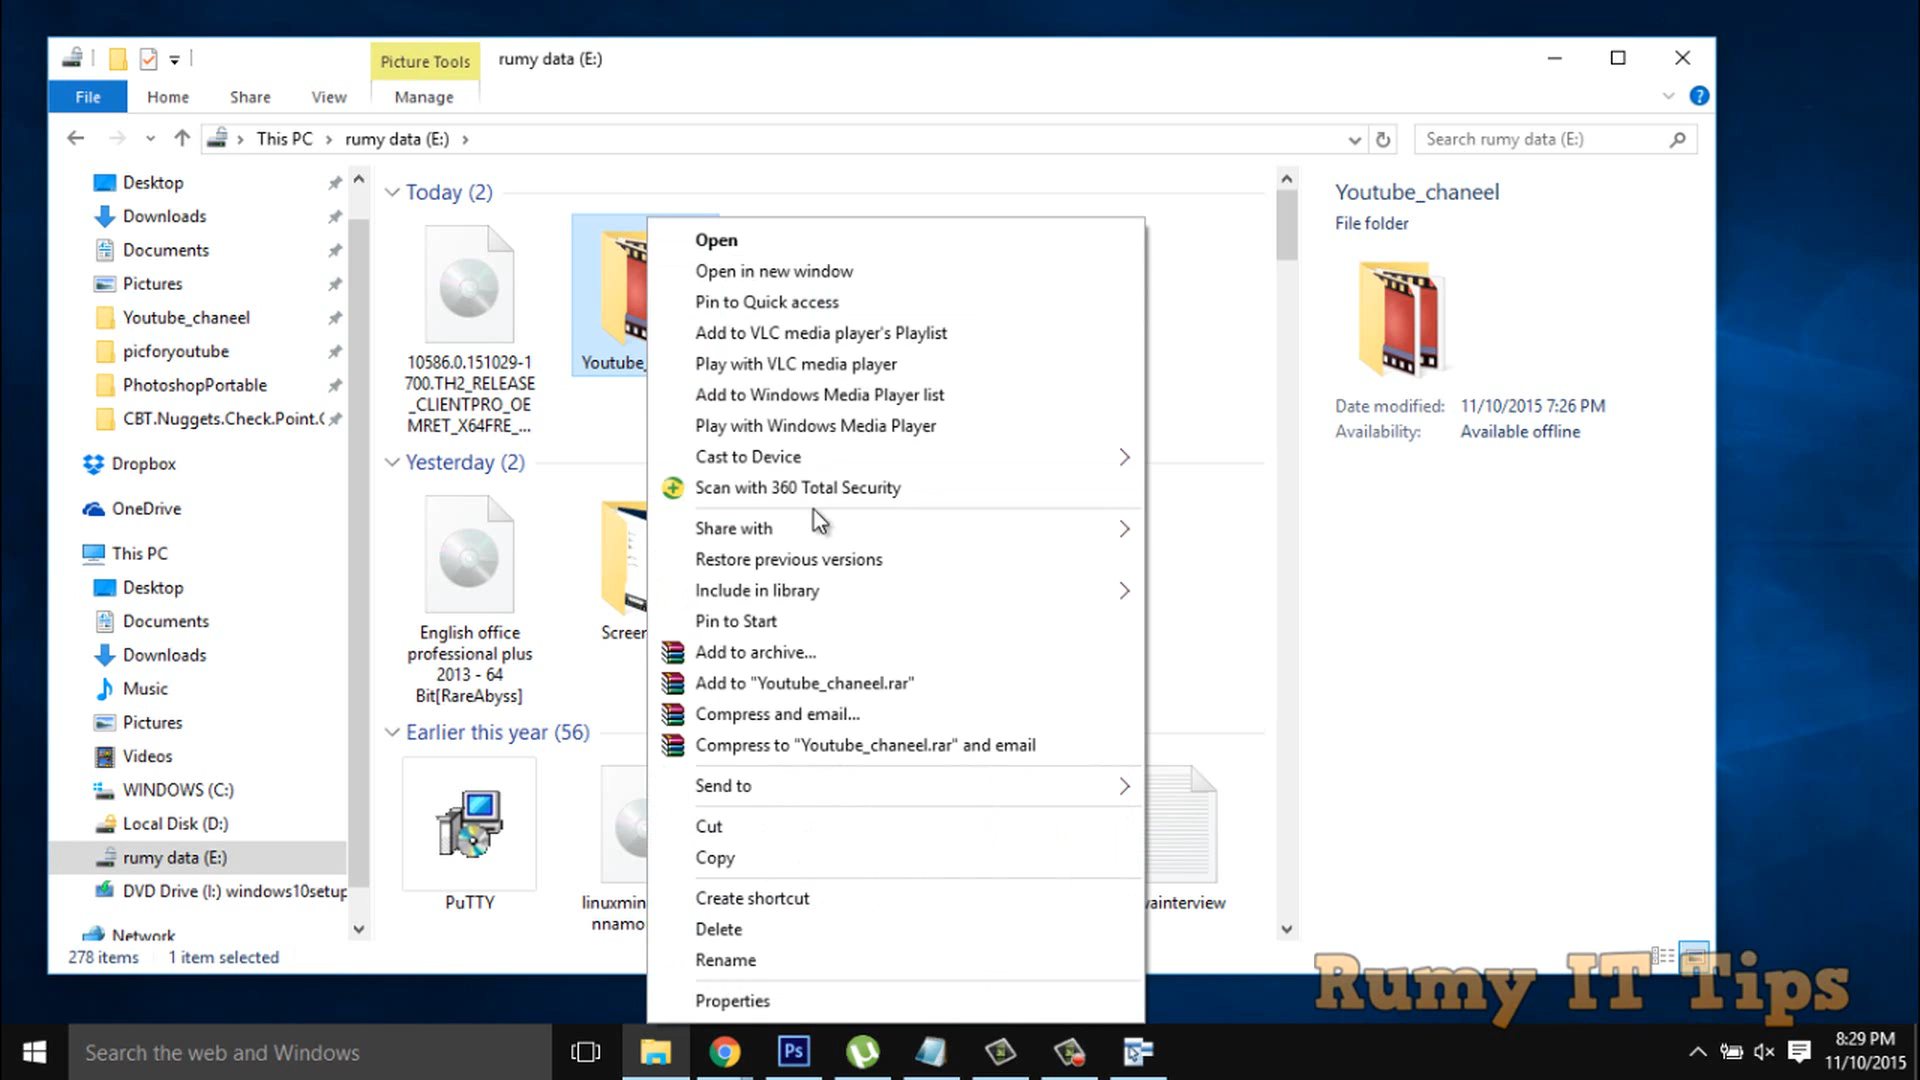 Picture Tools
rumy data (E:)
File
Home
Share
View
Manage
This PC
rumy data (E:)
Search rumy data (E:)
Desktop
Downloads
Documents
Pictures
Youtube_chaneel
picforyoutube
PhotoshopPortable
CBT.Nuggets.Check.Point.
Dropbox
OneDrive
This PC
Desktop
Documents
Downloads
Music
Pictures
Videos
WINDOWS (C:)
Local Disk (D:)
rumy data (E:)
DVD Drive (I:) windows10setup
Network
278 items
1 item selected
Today (2)
10586.0.151029-1
700.TH2_RELEASE
_CLIENTPRO_OE
MRET_X64FRE_...
Youtube_
Yesterday (2)
English office
professional plus
2013 - 64
Bit[RareAbyss]
Screer
Earlier this year (56)
PuTTY
linuxmin
nnamo
ainterview
Open
Open in new window
Pin to Quick access
Add to VLC media player's Playlist
Play with VLC media player
Add to Windows Media Player list
Play with Windows Media Player
Cast to Device
Scan with 360 Total Security
Share with
Restore previous versions
Include in library
Pin to Start
Add to archive...
Add to "Youtube_chaneel.rar"
Compress and email...
Compress to "Youtube_chaneel.rar" and email
Send to
Cut
Copy
Create shortcut
Delete
Rename
Properties
Youtube_chaneel
File folder
Date modified: 11/10/2015 7:26 PM
Availability: Available offline
Rumy IT Tips
Search the web and Windows
Ps
8:29 PM
11/10/2015